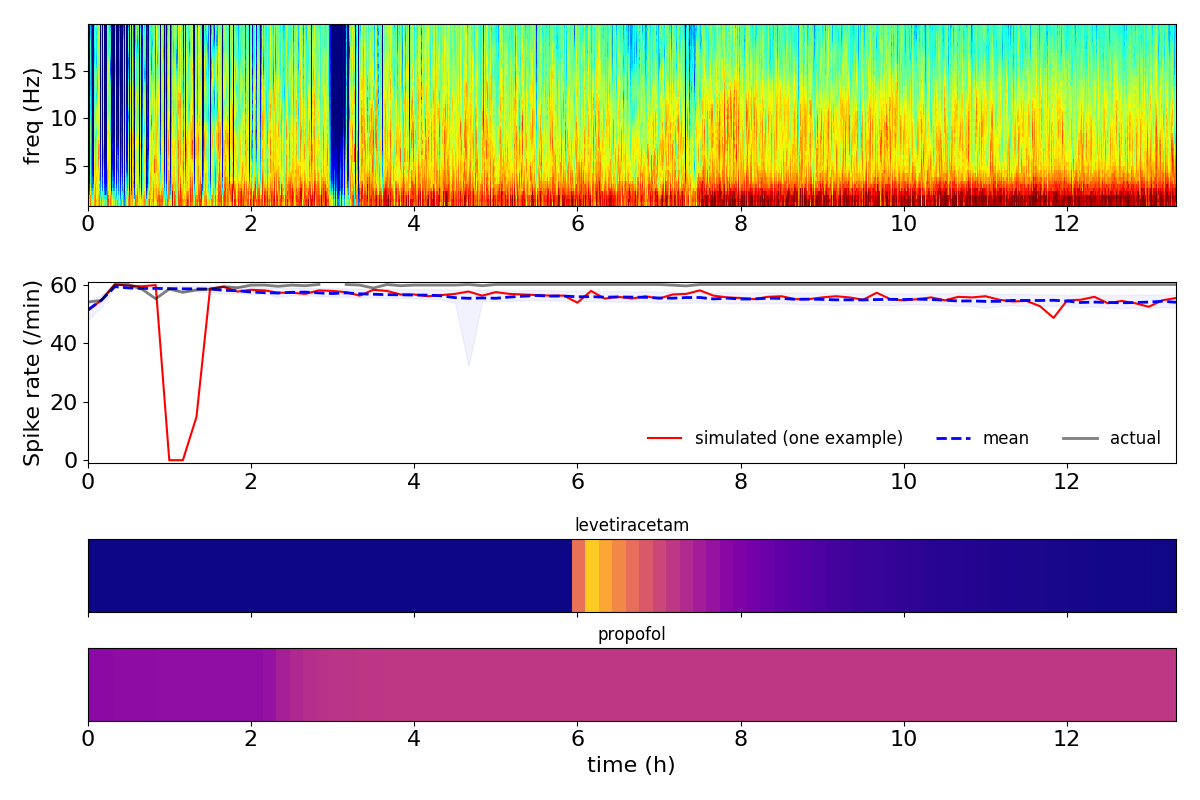 freq (Hz)
15
10
5
0 2 4 6 8 10 12
Spike rate (/min)
60
40
20
0
simulated (one example) mean actual
0 2 4 6 8 10 12
levetiracetam
propofol
0 2 4 6 8 10 12
time (h)